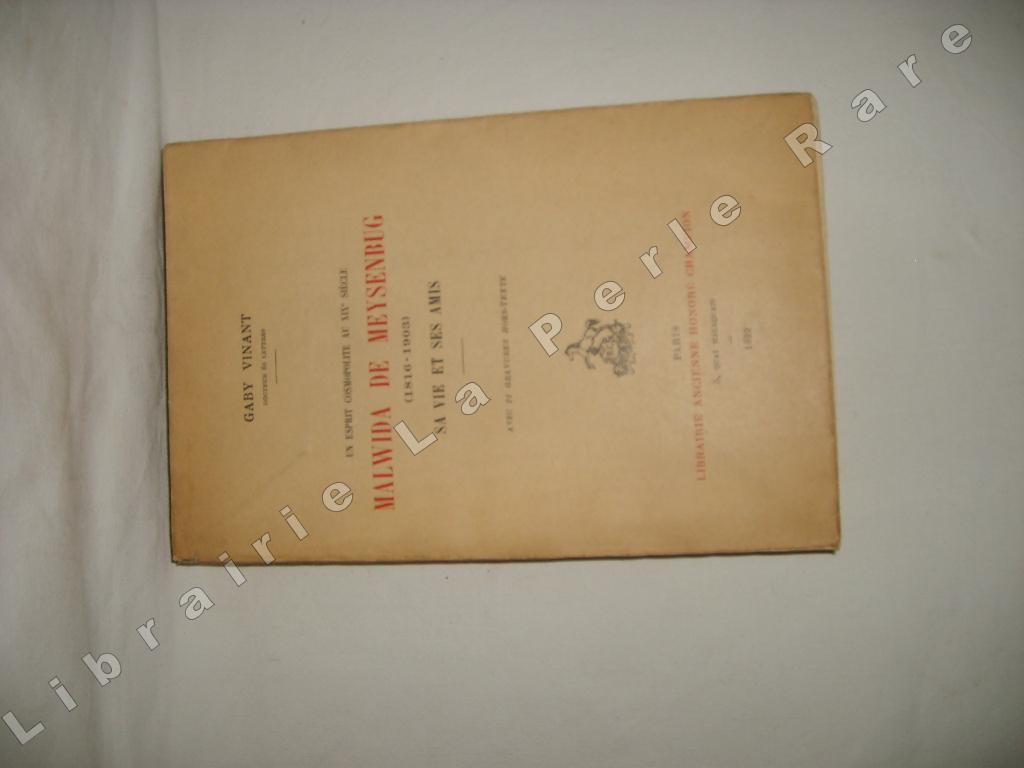 GABY VINANT
DOCTEUR ÈS LETTRES
UN ESPRIT COSMOPOLITE AU XIXe SIÈCLE
MALWIDA DE MEYSENBUG
(1816-1903)
SA VIE ET SES AMIS
AVEC 21 GRAVURES HORS-TEXTE
PARIS
LIBRAIRIE ANCIENNE HONORÉ CHAMPION
5, QUAI MALAQUAIS
1932
Librairie La Perle Rare